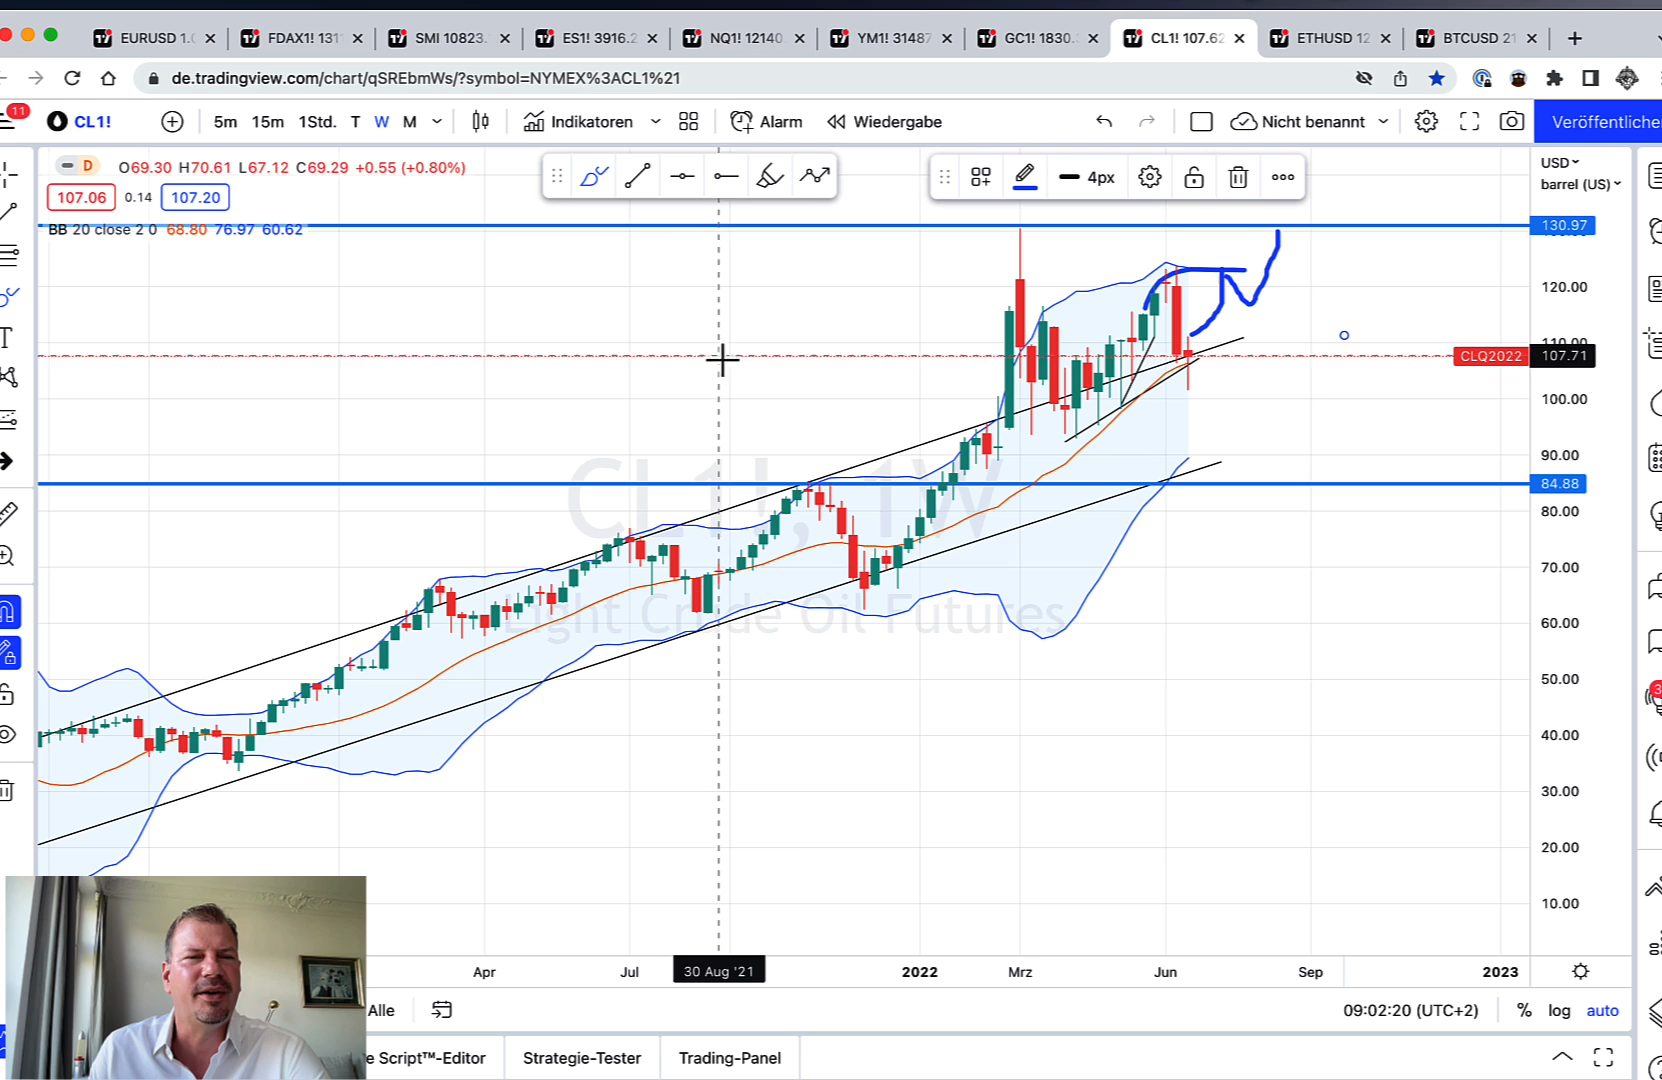 EURUSD 1.0
FDAX1! 131
SMI 10823.
ES1! 3916.2
NQ1! 12140
YM1! 31487
GC1! 1830.
CL1! 107.62
ETHUSD 12
BTCUSD 21
de.tradingview.com/chart/qSREbmWs/?symbol=NYMEX%3ACL1%21
11
CL1!
5m 15m 1Std. T W M
Indikatoren
Alarm
Wiedergabe
Nicht benannt
Veröffentliche
D O69.30 H70.61 L67.12 C69.29 +0.55 (+0.80%)
4px
USD
barrel (US)
107.06 0.14 107.20
BB 20 close 2 0 68.80 76.97 60.62
130.97
120.00
CLQ2022 107.71
100.00
90.00
84.88
80.00
70.00
60.00
50.00
40.00
30.00
20.00
10.00
CL1!, 1W
Light Crude Oil Futures
Apr Jul 30 Aug '21 2022 Mrz Jun Sep 2023
Alle
09:02:20 (UTC+2) % log auto
e Script™-Editor Strategie-Tester Trading-Panel